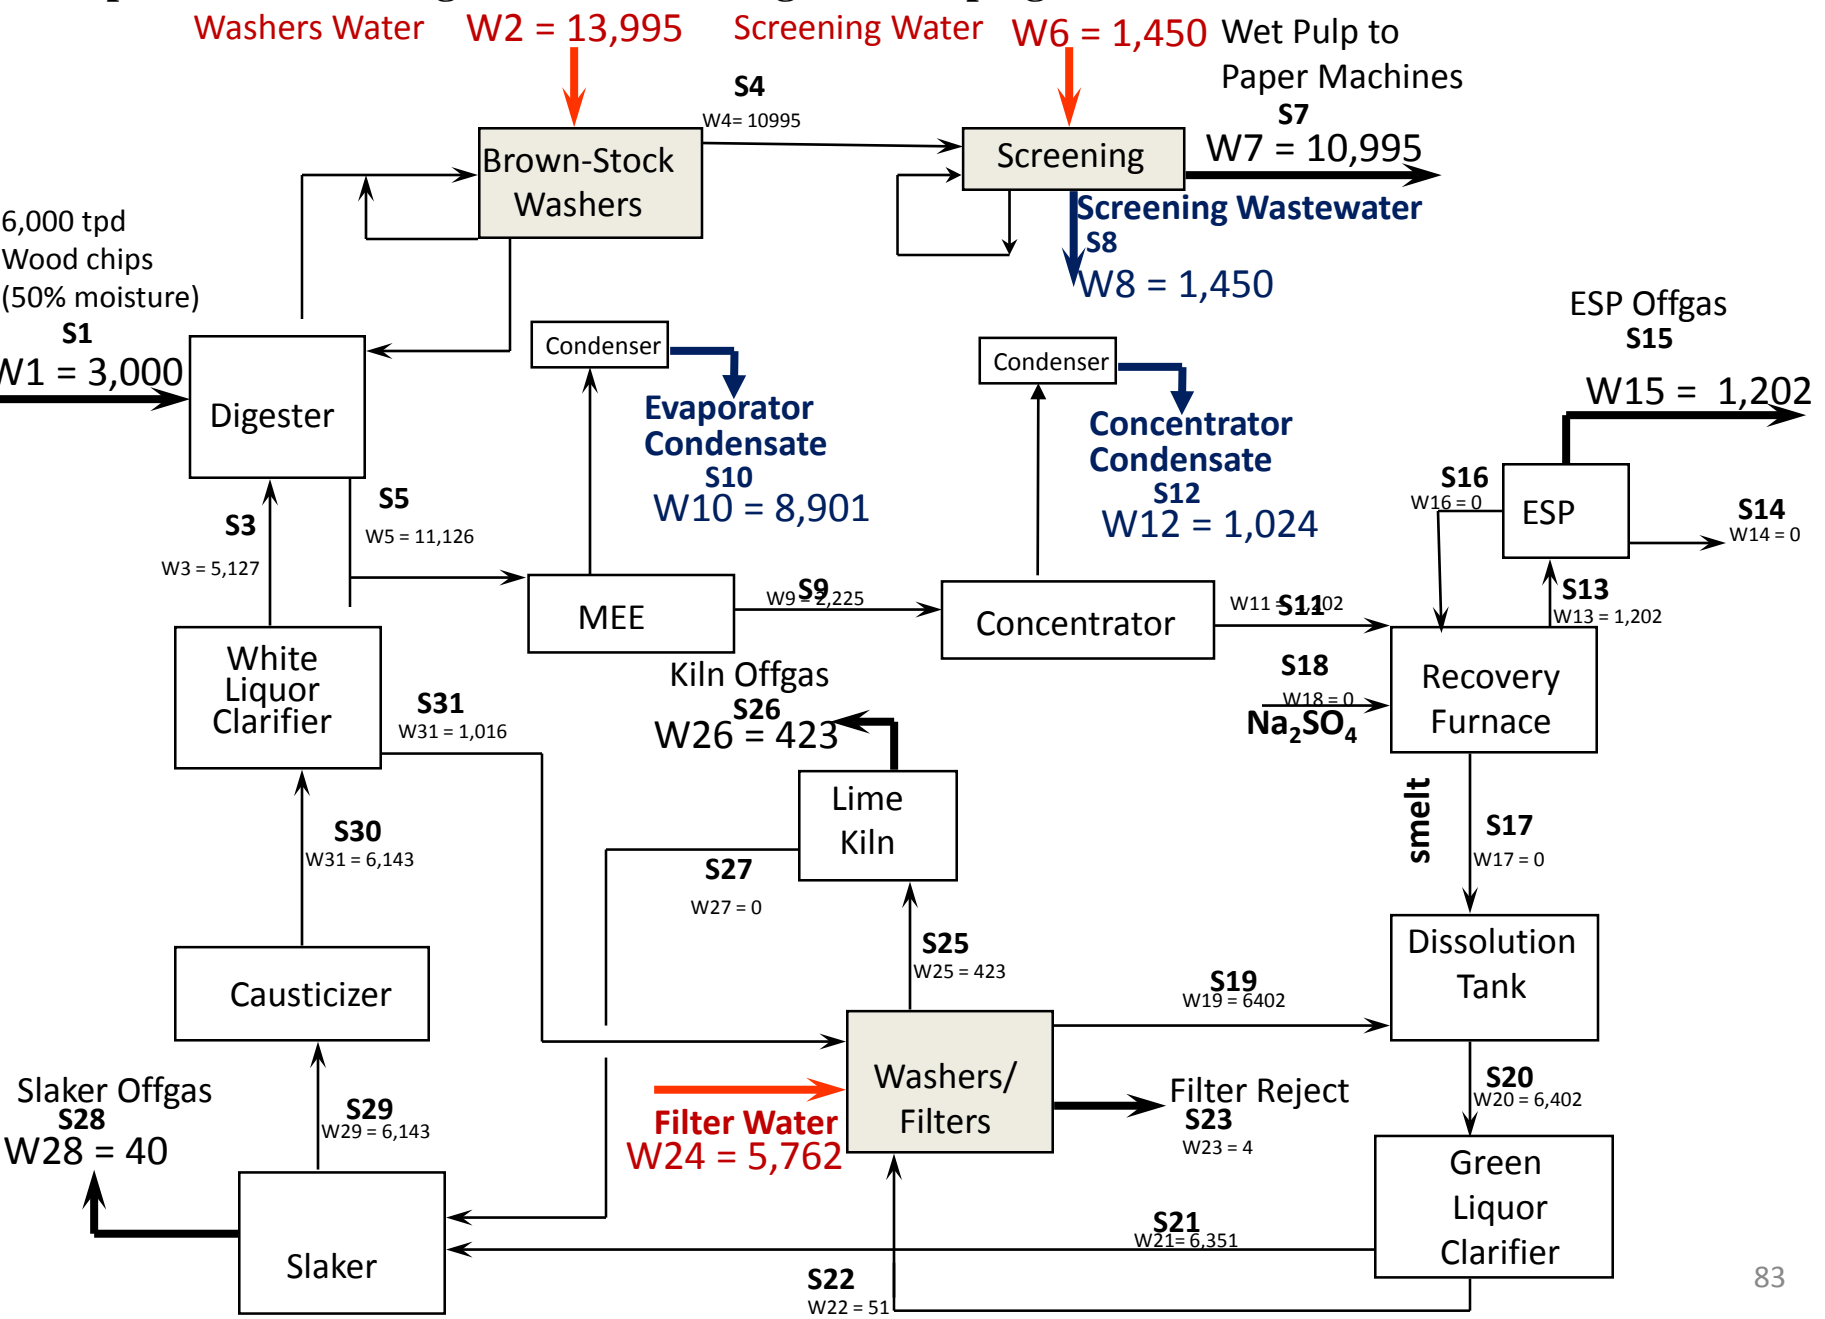 Washers Water W2 = 13,995 Screening Water W6 = 1,450 Wet Pulp to
Paper Machines
S4
W4= 10995
S7
W7 = 10,995
Brown-Stock
Washers
Screening
Screening Wastewater
S8
W8 = 1,450
6,000 tpd
Wood chips
(50% moisture)
S1
W1 = 3,000
ESP Offgas
S15
W15 = 1,202
Digester
Condenser
Condenser
Evaporator
Condensate
S10
W10 = 8,901
Concentrator
Condensate
S12
W12 = 1,024
S16
W16 = 0
ESP
S14
W14 = 0
S3
W3 = 5,127
S5
W5 = 11,126
S13
W13 = 1,202
MEE
S9
W9 = 2,225
Concentrator
S11
W11 = 1,202
White
Liquor
Clarifier
Kiln Offgas
S26
W26 = 423
S18
W18 = 0
Na₂SO₄
Recovery
Furnace
S31
W31 = 1,016
Lime
Kiln
smelt
S17
W17 = 0
S30
W31 = 6,143
S27
W27 = 0
S25
W25 = 423
S19
W19 = 6402
Dissolution
Tank
Causticizer
Washers/
Filters
Slaker Offgas
S28
W28 = 40
S29
W29 = 6,143
Filter Water
W24 = 5,762
Filter Reject
S23
W23 = 4
S20
W20 = 6,402
Green
Liquor
Clarifier
S21
W21= 6,351
Slaker
S22
W22 = 51
83